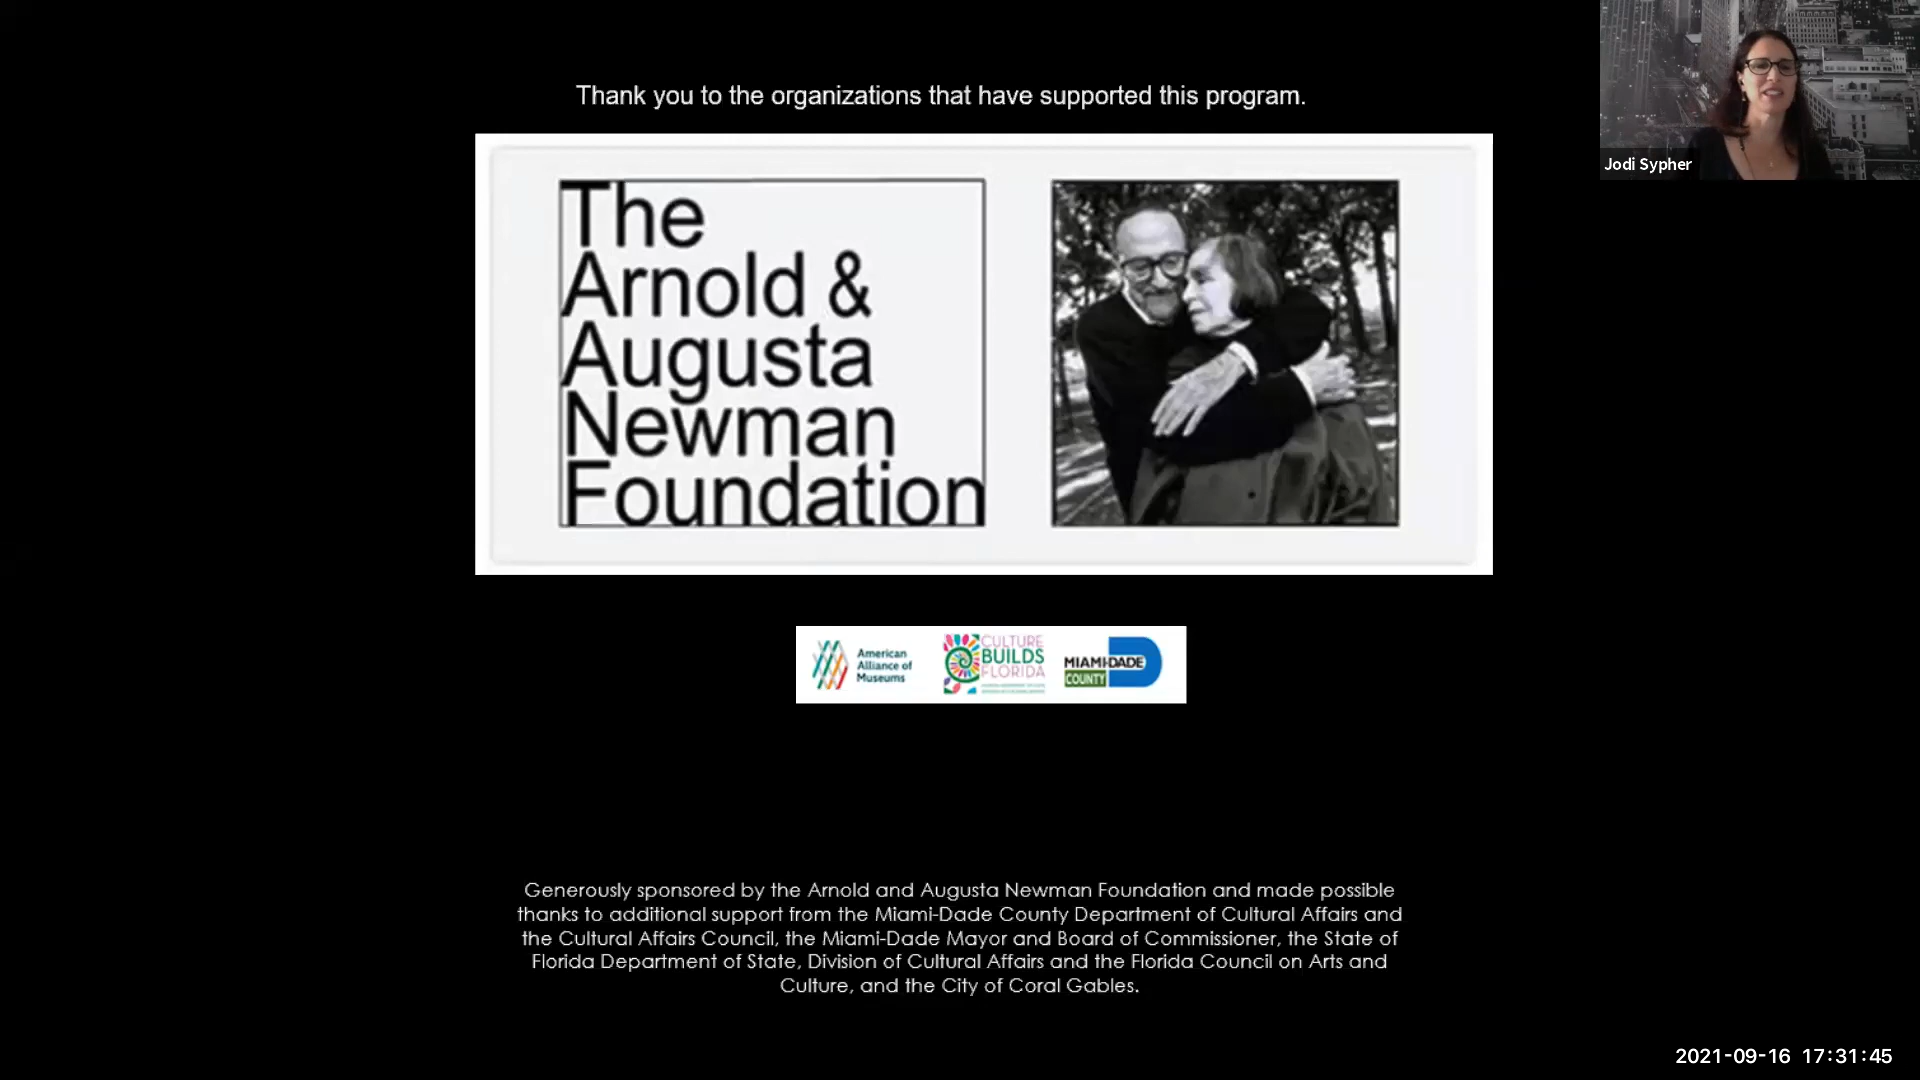 Thank you to the organizations that have supported this program.
Jodi Sypher
The
Arnold &
Augusta
Newman
Foundation
American
Alliance of
Museums
CULTURE
BUILDS
FLORIDA
MIAMI-DADE
COUNTY
Generously sponsored by the Arnold and Augusta Newman Foundation and made possible
thanks to additional support from the Miami-Dade County Department of Cultural Affairs and
the Cultural Affairs Council, the Miami-Dade Mayor and Board of Commissioner, the State of
Florida Department of State, Division of Cultural Affairs and the Florida Council on Arts and
Culture, and the City of Coral Gables.
2021-09-16 17:31:45